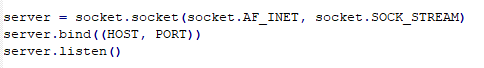 server = socket.socket(socket.AF_INET, socket.SOCK_STREAM)
server.bind((HOST, PORT))
server.listen()